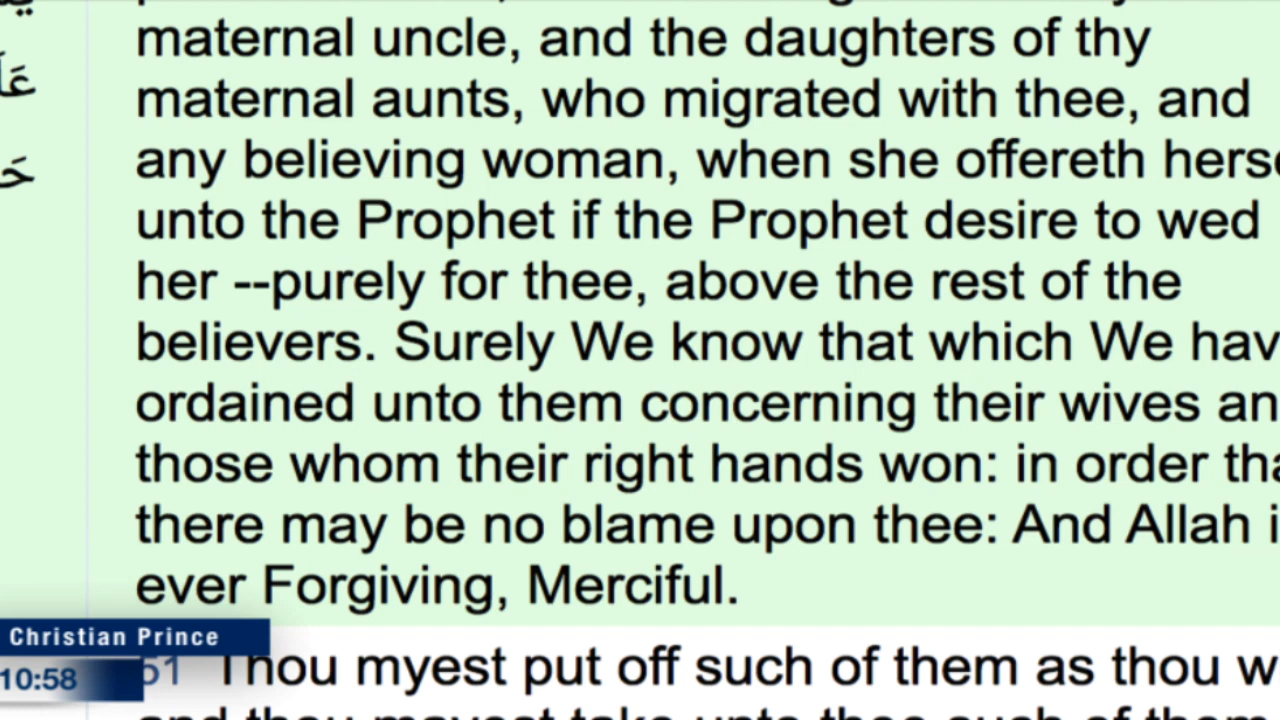 maternal uncle, and the daughters of thy
maternal aunts, who migrated with thee, and
any believing woman, when she offereth herse
unto the Prophet if the Prophet desire to wed
her --purely for thee, above the rest of the
believers. Surely We know that which We hav
ordained unto them concerning their wives an
those whom their right hands won: in order tha
there may be no blame upon thee: And Allah i
ever Forgiving, Merciful.
Christian Prince
10:58
51 Thou myest put off such of them as thou w